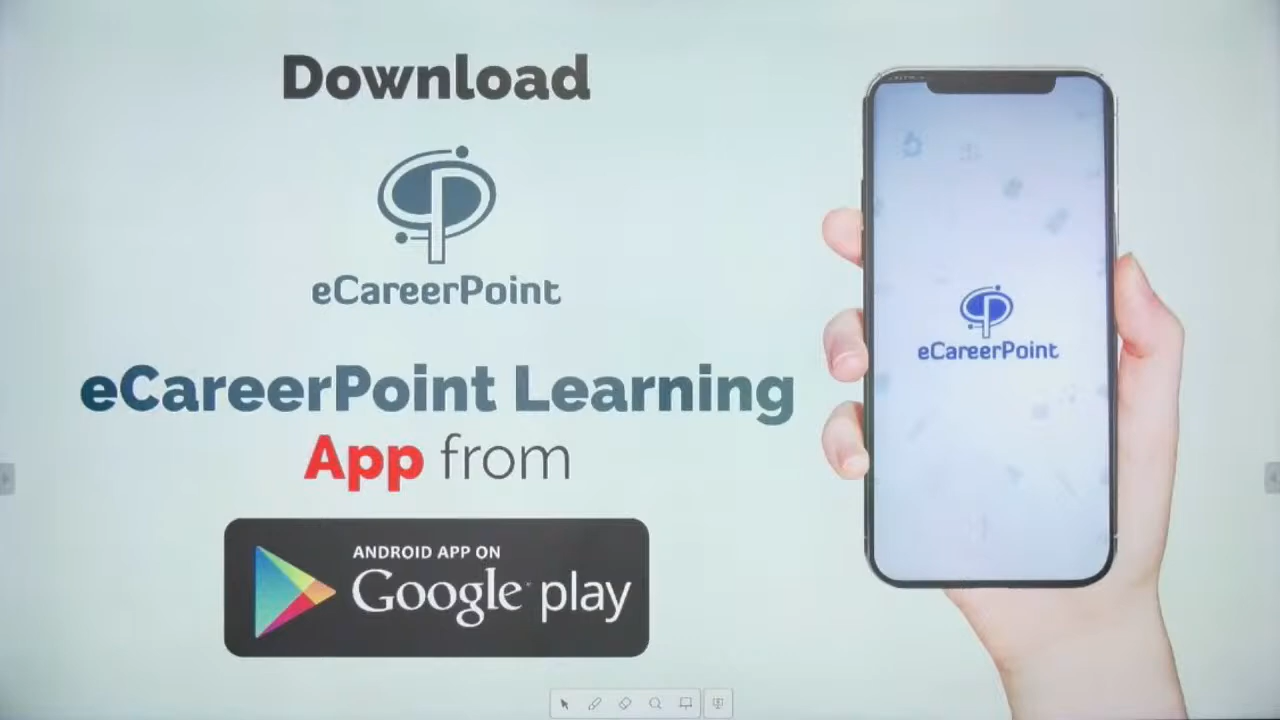 Download
eCareerPoint
eCareerPoint Learning
App from
ANDROID APP ON
Google play
eCareerPoint